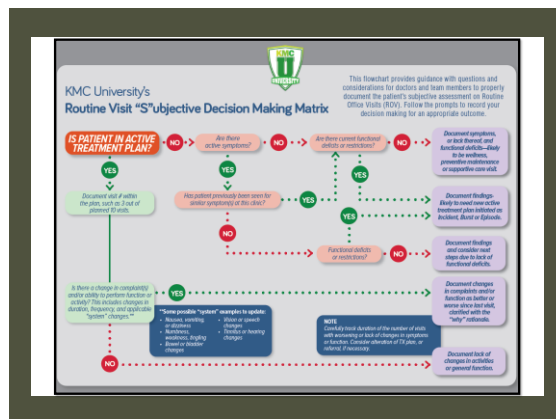 KMC
U
UNIVERSITY
KMC University's
Routine Visit "S"ubjective Decision Making Matrix
This flowchart provides guidance with questions and
considerations for doctors and team members to properly
document the patient's subjective assessment on Routine
Office Visits (ROV). Follow the prompts to record your
decision making for an appropriate outcome.
IS PATIENT IN ACTIVE
TREATMENT PLAN?
NO
Are there
active symptoms?
NO
Are there current functional
deficits or restrictions?
NO
Document symptoms,
or lack thereof, and
functional deficits—likely
to be wellness,
preventive maintenance
or supportive care visit.
YES
YES
YES
Document visit # within
the plan, such as 3 out of
planned 10 visits.
Has patient previously been seen for
similar symptom(s) at this clinic?
YES
Document findings-
likely to need new active
treatment plan initiated as
Incident, Burst or Episode.
YES
NO
Functional deficits
or restrictions?
NO
Document findings
and consider next
steps due to lack of
functional deficits.
Is there a change in complaint(s)
and/or ability to perform function or
activity? This includes changes in
duration, frequency, and applicable
"system" changes.**
YES
Document changes
in complaints and/or
function as better or
worse since last visit,
clarified with the
"why" rationale.
**Some possible "system" examples to update:
• Nausea, vomiting,
or dizziness
• Numbness,
weakness, tingling
• Bowel or bladder
changes
• Vision or speech
changes
• Tinnitus or hearing
changes
NOTE
Carefully track duration of the number of visits
with worsening or lack of changes in symptoms
or function. Consider alteration of TX plan, or
referral, if necessary.
NO
Document lack of
changes in activities
or general function.